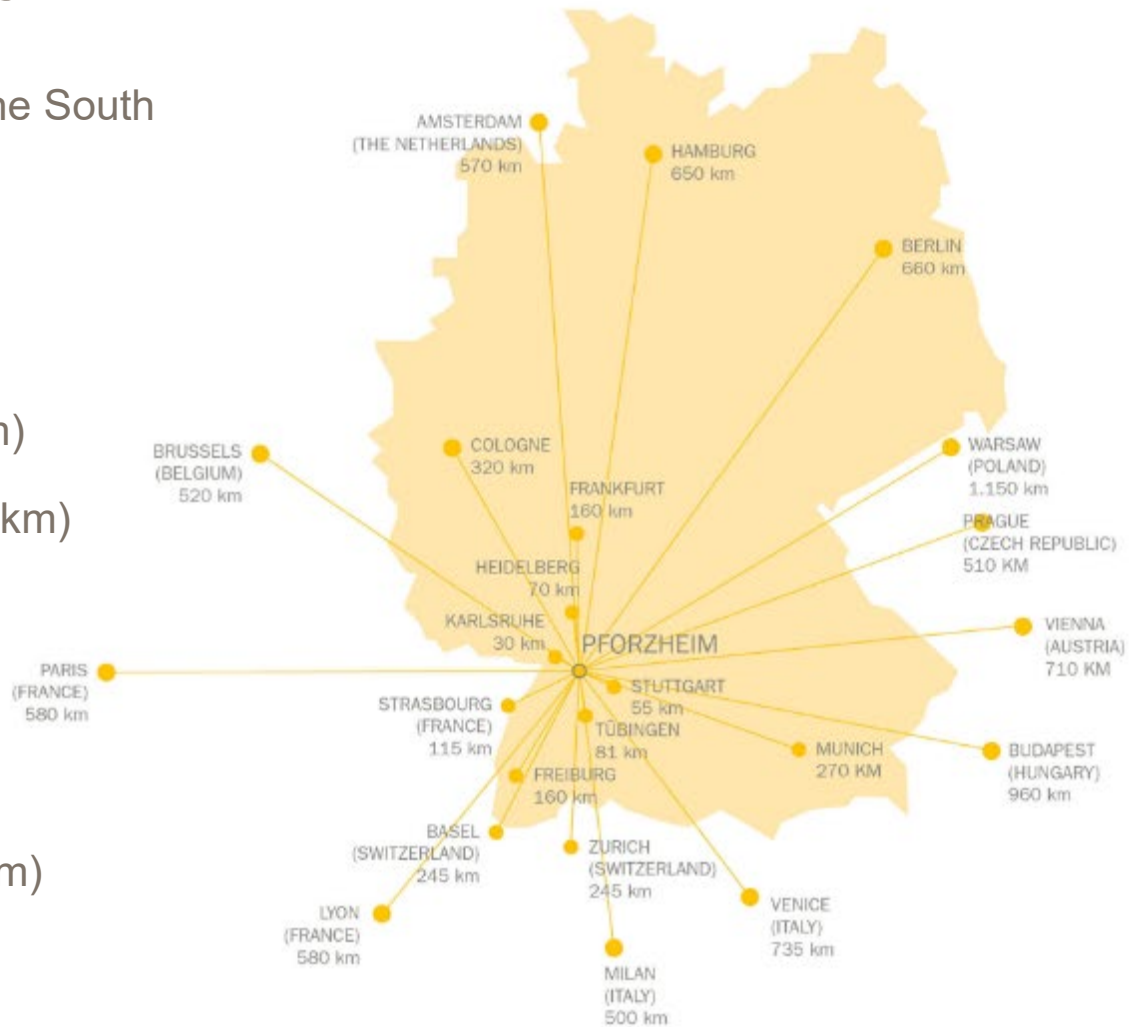 ne South
AMSTERDAM
(THE NETHERLANDS)
570 km
HAMBURG
650 km
BERLIN
660 km
m)
BRUSSELS
(BELGIUM)
520 km
COLOGNE
320 km
WARSAW
(POLAND)
1.150 km
FRANKFURT
160 km
km)
PRAGUE
(CZECH REPUBLIC)
510 KM
HEIDELBERG
70 km
KARLSRUHE
30 km
PFORZHEIM
VIENNA
(AUSTRIA)
710 KM
PARIS
(FRANCE)
580 km
STUTTGART
55 km
STRASBOURG
(FRANCE)
115 km
TÜBINGEN
81 km
MUNICH
270 KM
BUDAPEST
(HUNGARY)
960 km
FREIBURG
160 km
BASEL
(SWITZERLAND)
245 km
ZURICH
(SWITZERLAND)
245 km
m)
LYON
(FRANCE)
580 km
VENICE
(ITALY)
735 km
MILAN
(ITALY)
500 km